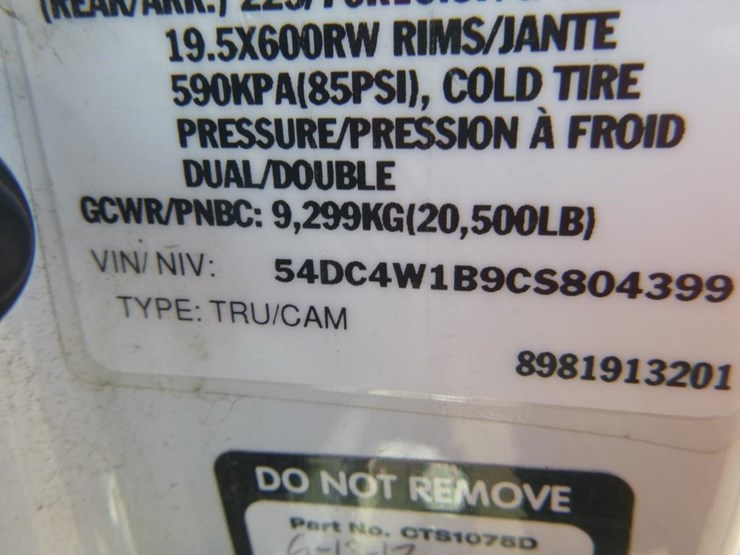 19.5X600RW RIMS/JANTE
590KPA(85PSI), COLD TIRE
PRESSURE/PRESSION À FROID
DUAL/DOUBLE
GCWR/PNBC: 9,299KG(20,500LB)
VIN/ NIV: 54DC4W1B9CS804399
TYPE: TRU/CAM
8981913201
DO NOT REMOVE
Part No. CTS1075D